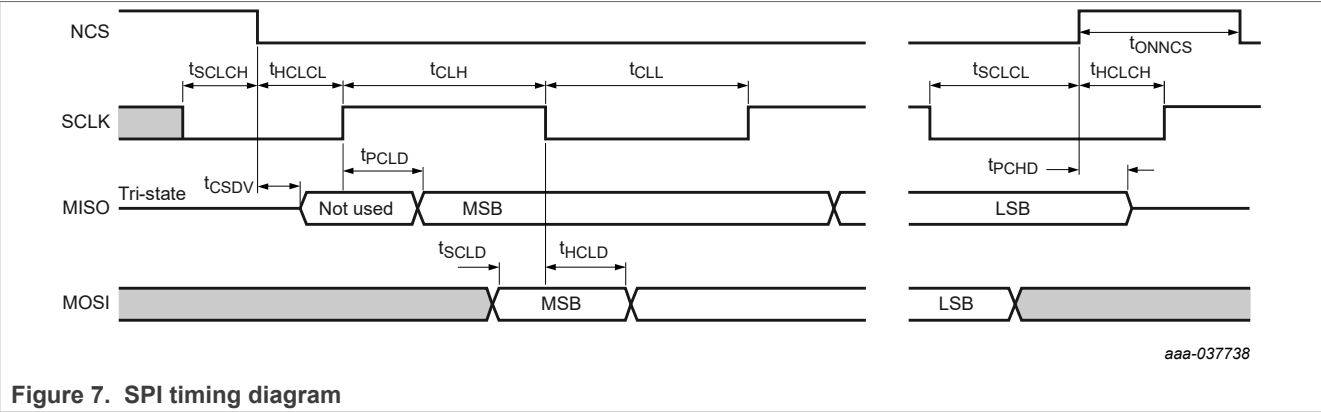 NCS
tONNCS
tSCLCH tHCLCL tCLH tCLL tSCLCL tHCLCH
SCLK
tPCLD tPCHD
tCSDV
MISO Tri-state Not used MSB LSB
tSCLD tHCLD
MOSI MSB LSB
aaa-037738
Figure 7. SPI timing diagram